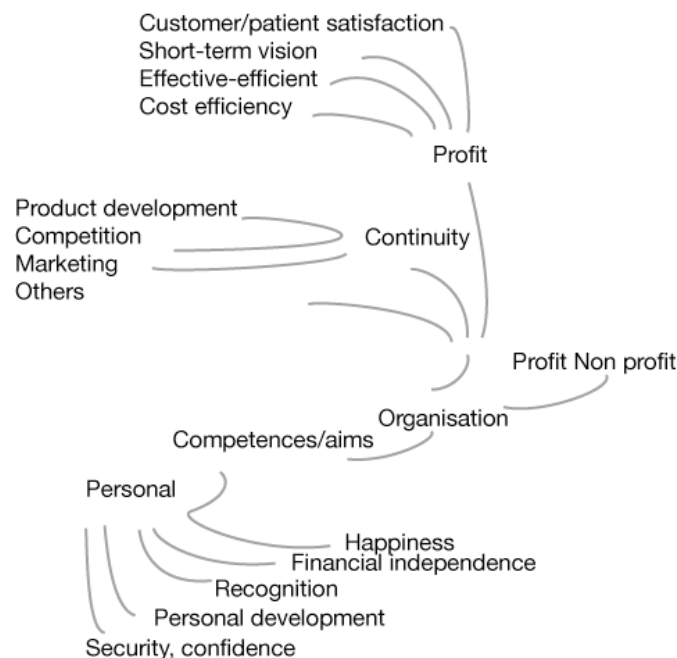 Customer/patient satisfaction
Short-term vision
Effective-efficient
Cost efficiency
Profit
Product development
Competition
Marketing
Others
Continuity
Profit Non profit
Organisation
Competences/aims
Personal
Happiness
Financial independence
Recognition
Personal development
Security, confidence